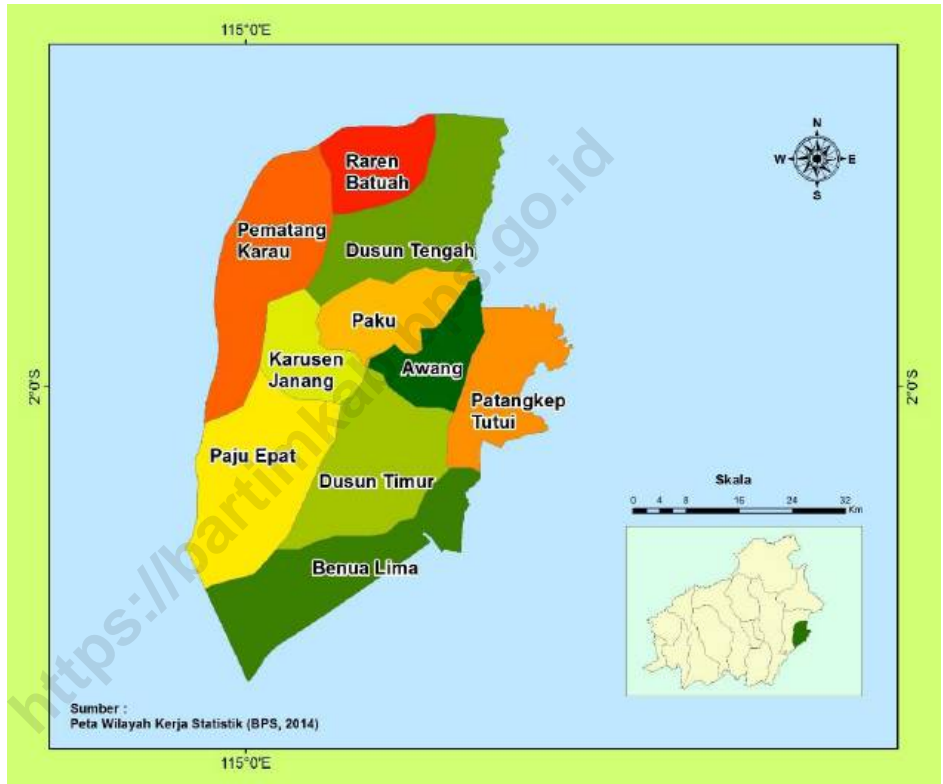 115°0'E
N
W
E
S
Raren
Batuah
Pematang
Karau
Dusun Tengah
Paku
Karusen
Janang
Awang
2°0'S
2°0'S
Patangkep
Tutui
Paju Epat
Dusun Timur
Benua Lima
Skala
0 4 8 16 24 32
Km
Sumber :
Peta Wilayah Kerja Statistik (BPS, 2014)
115°0'E
https://bartimkab.bps.go.id